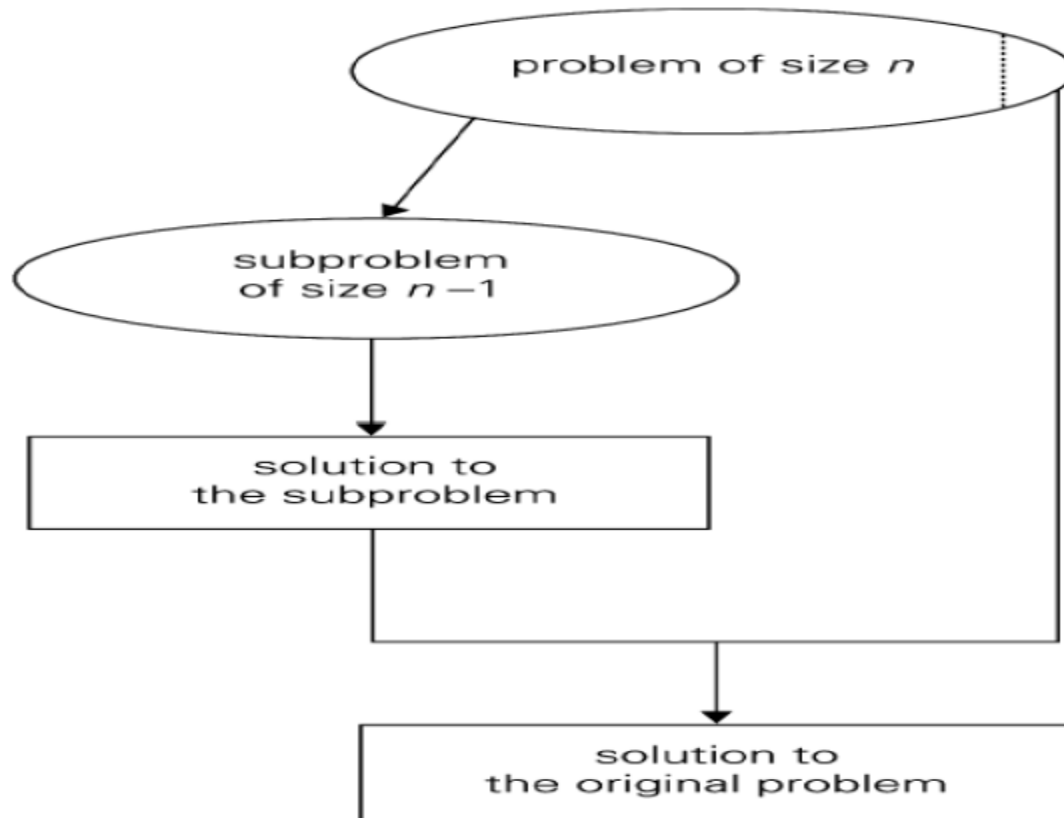 problem of size n
subproblem
of size n – 1
solution to
the subproblem
solution to
the original problem